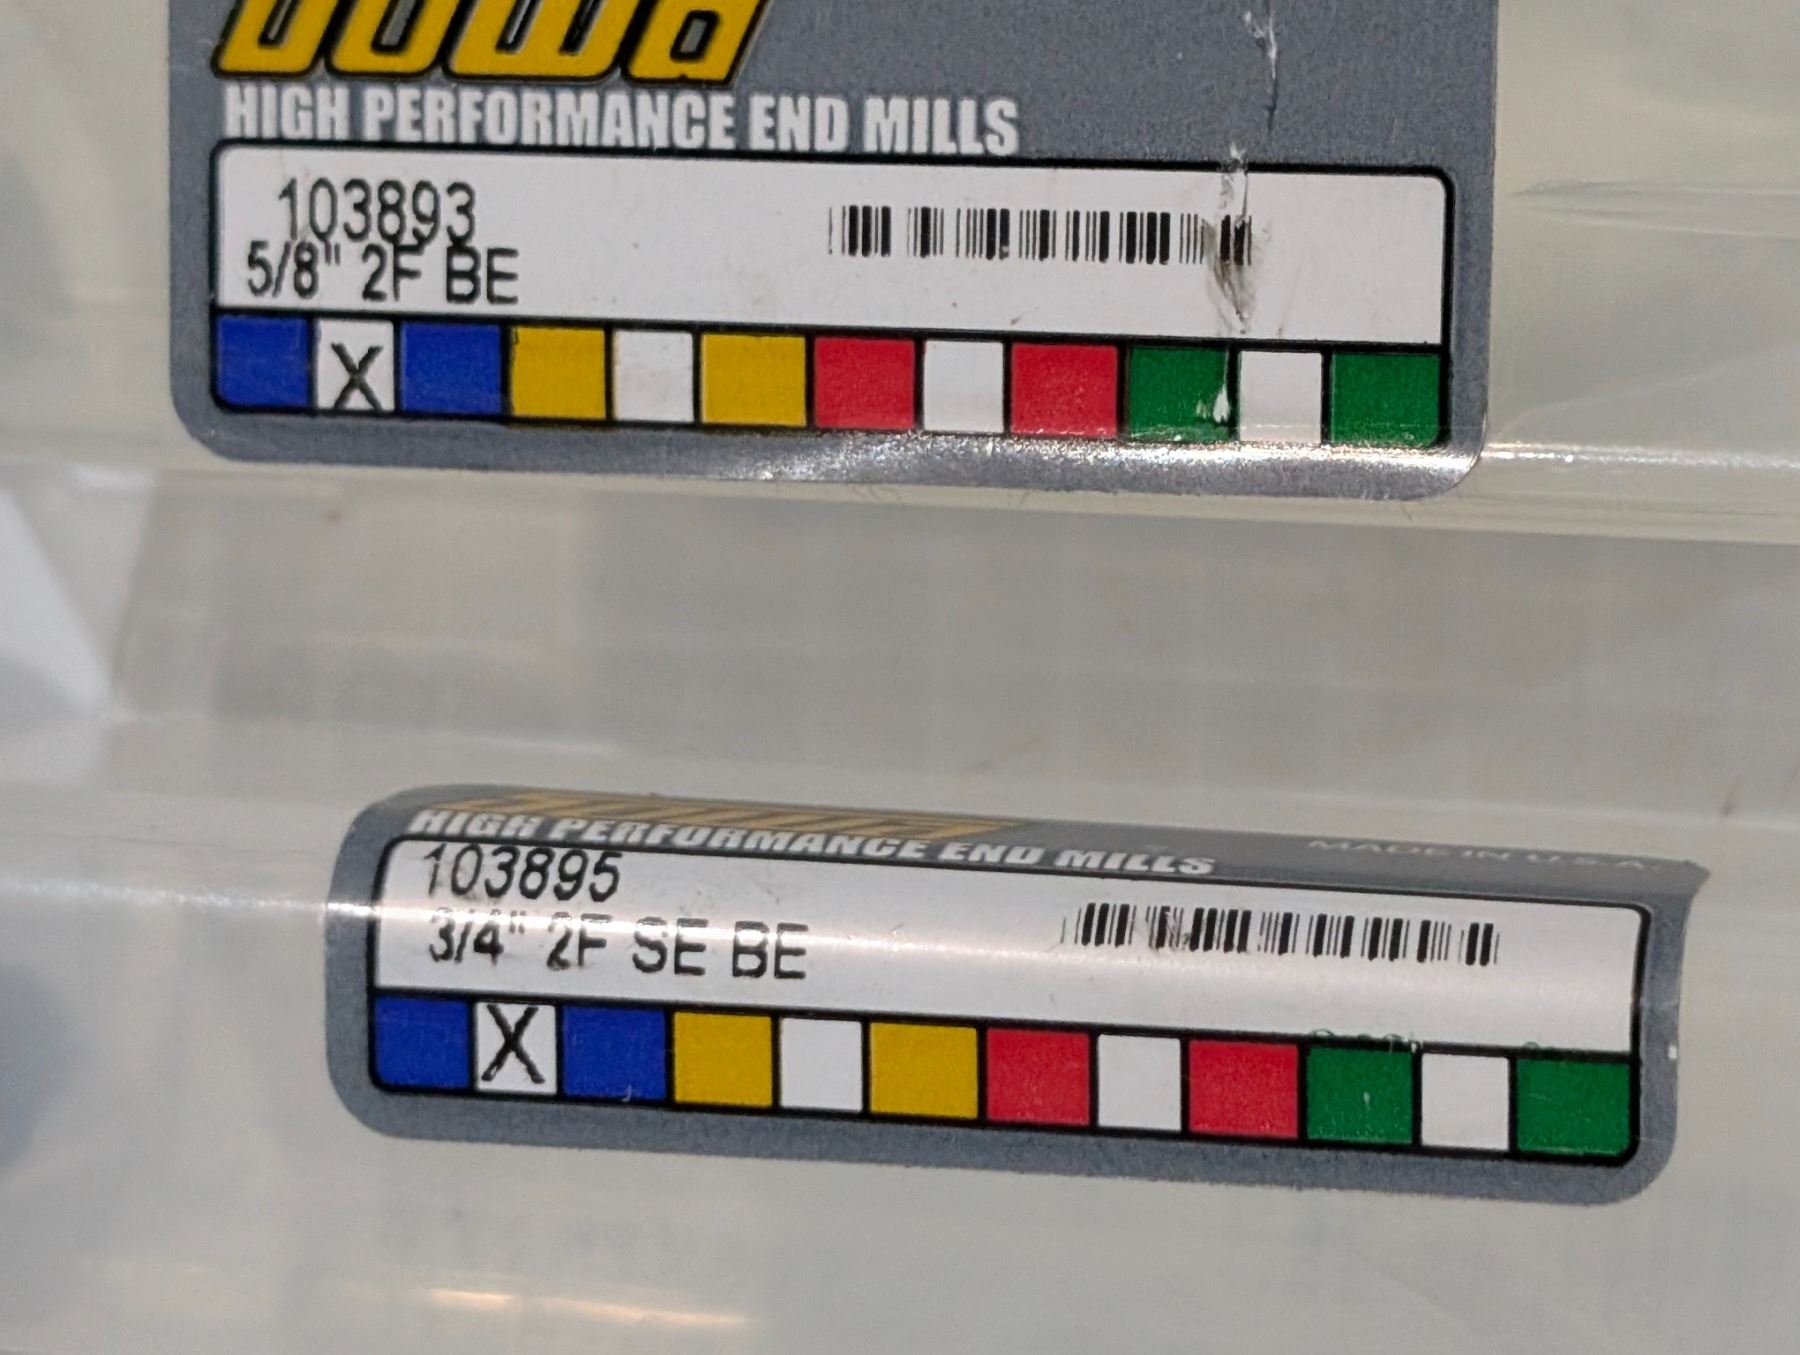 HIGH PERFORMANCE END MILLS
103893
5/8" 2F BE
X
HIGH PERFORMANCE END MILLS
MADE IN U.S.A.
103895
3/4" 2F SE BE
X